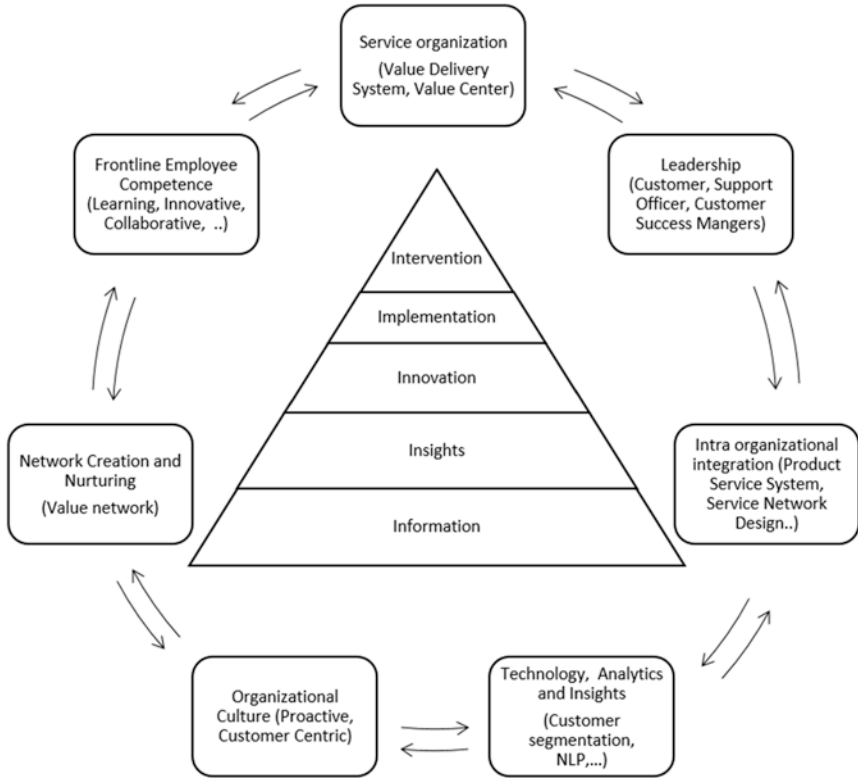 Service organization
(Value Delivery
System, Value Center)
Frontline Employee
Competence
(Learning, Innovative,
Collaborative,  ..)
Leadership
(Customer, Support
Officer, Customer
Success Mangers)
Intervention
Implementation
Innovation
Insights
Information
Network Creation and
Nurturing
(Value network)
Intra organizational
integration (Product
Service System,
Service Network
Design..)
Organizational
Culture (Proactive,
Customer Centric)
Technology,  Analytics
and Insights
(Customer
segmentation,
NLP,...)